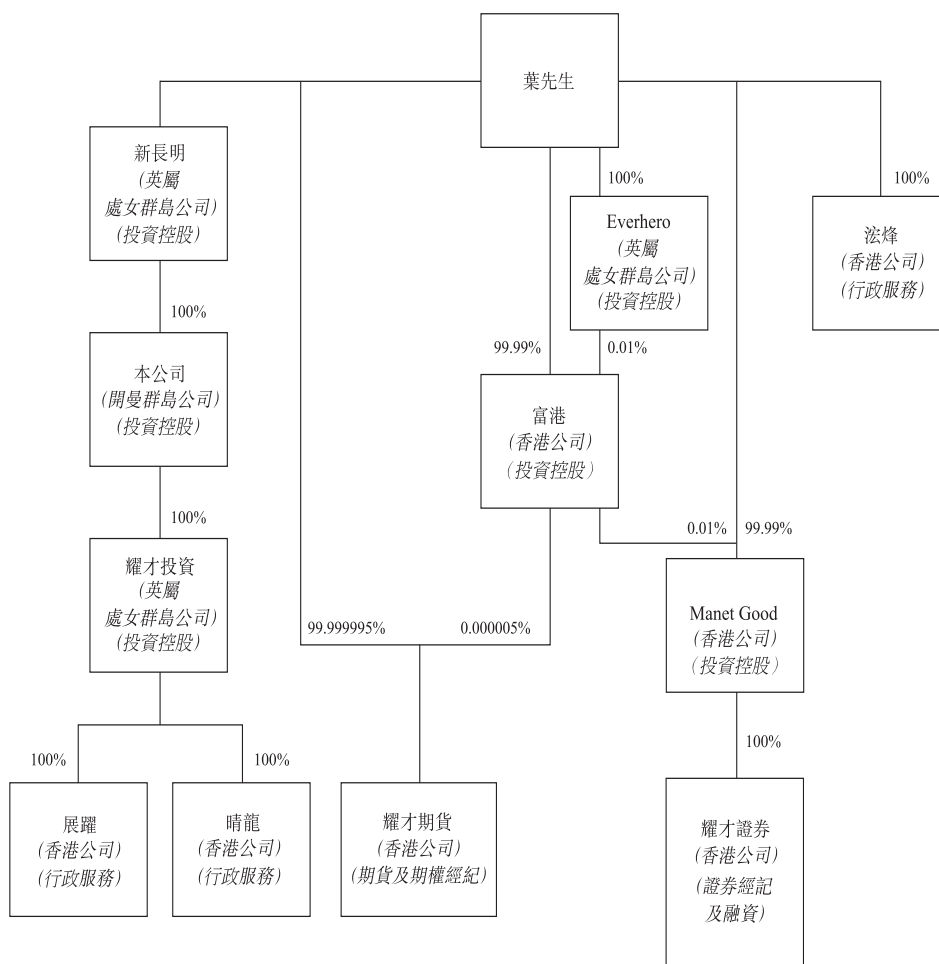 葉先生
新長明
(英屬
處女群島公司)
(投資控股)
100%
Everhero
(英屬
處女群島公司)
(投資控股)
100%
浤烽
(香港公司)
(行政服務)
100%
本公司
(開曼群島公司)
(投資控股)
99.99%
0.01%
富港
(香港公司)
(投資控股)
100%
耀才投資
(英屬
處女群島公司)
(投資控股)
0.01%
99.99%
Manet Good
(香港公司)
(投資控股)
99.999995%
0.000005%
100%
100%
100%
展躍
(香港公司)
(行政服務)
晴龍
(香港公司)
(行政服務)
耀才期貨
(香港公司)
(期貨及期權經紀)
耀才證券
(香港公司)
(證券經記
及融資)